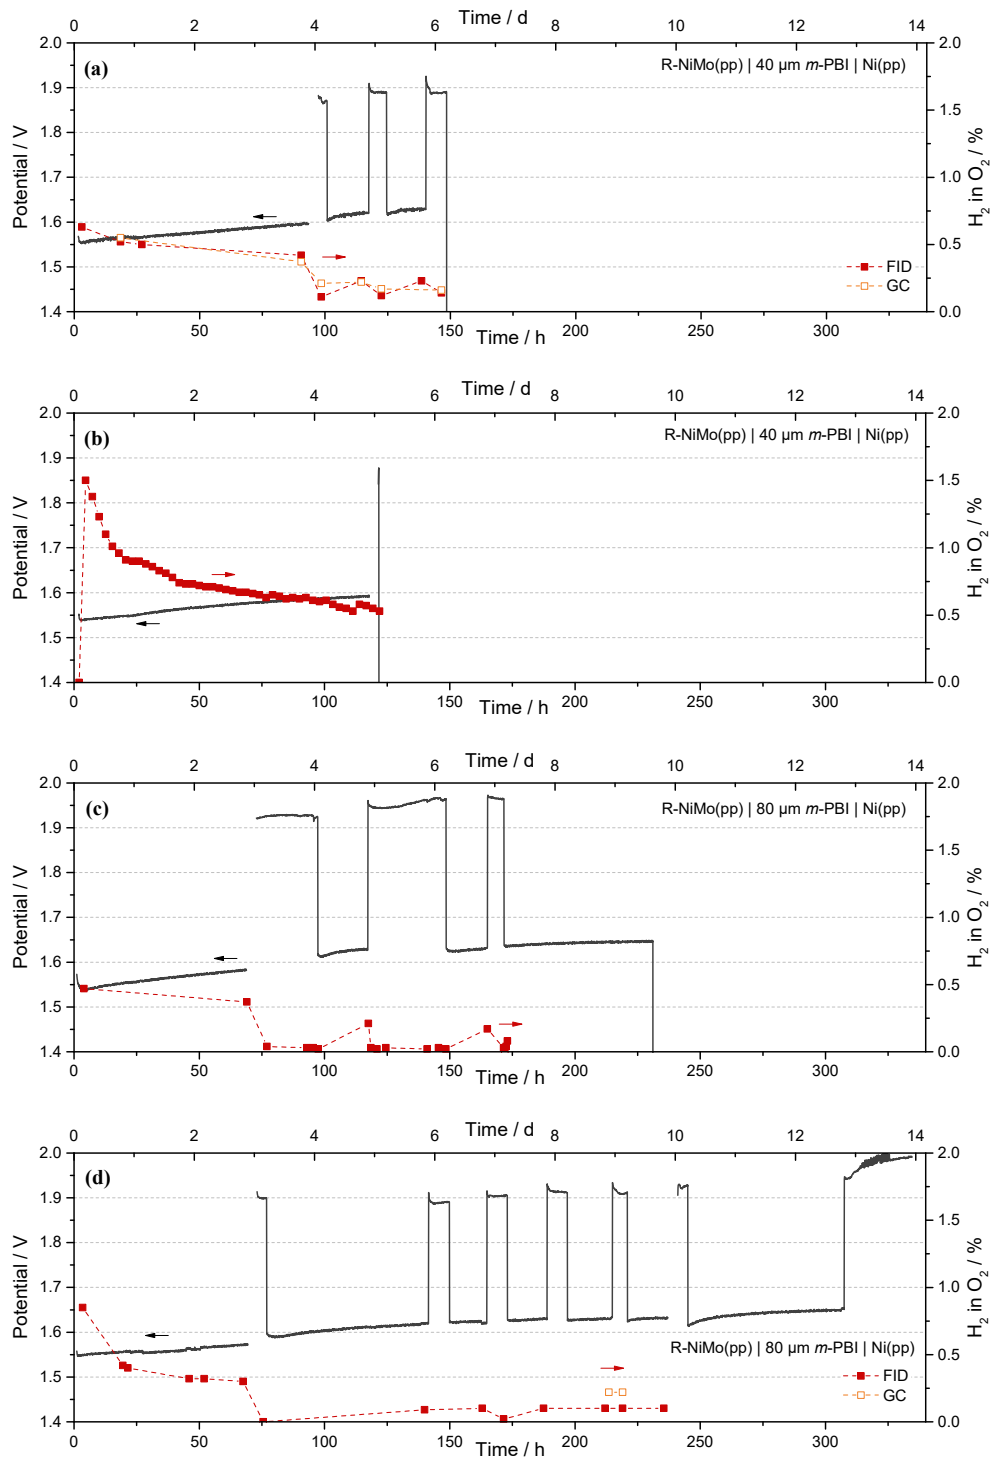 Time / d
0 2 4 6 8 10 12 14
(a)
R-NiMo(pp) | 40 µm m-PBI | Ni(pp)
2.0 1.9 1.8 1.7 1.6 1.5 1.4
Potential / V
2.0 1.5 1.0 0.5 0.0
H2 in O2 / %
FID
GC
0 50 100 150 200 250 300
Time / h
Time / d
0 2 4 6 8 10 12 14
(b)
R-NiMo(pp) | 40 µm m-PBI | Ni(pp)
2.0 1.9 1.8 1.7 1.6 1.5 1.4
Potential / V
2.0 1.5 1.0 0.5 0.0
H2 in O2 / %
0 50 100 150 200 250 300
Time / h
Time / d
0 2 4 6 8 10 12 14
(c)
R-NiMo(pp) | 80 µm m-PBI | Ni(pp)
2.0 1.9 1.8 1.7 1.6 1.5 1.4
Potential / V
2.0 1.5 1.0 0.5 0.0
H2 in O2 / %
0 50 100 150 200 250 300
Time / h
Time / d
0 2 4 6 8 10 12 14
(d)
2.0 1.9 1.8 1.7 1.6 1.5 1.4
Potential / V
2.0 1.5 1.0 0.5 0.0
H2 in O2 / %
R-NiMo(pp) | 80 µm m-PBI | Ni(pp)
FID
GC
0 50 100 150 200 250 300
Time / h